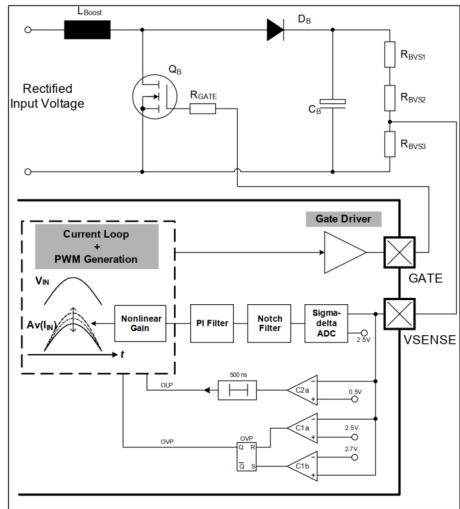 LBoost
DB
QB
RGATE
Rectified
Input Voltage
CB
RBVS1
RBVS2
RBVS3
Current Loop
+
PWM Generation
Gate Driver
GATE
VIN
Av(IIN)
t
Nonlinear
Gain
PI Filter
Notch
Filter
Sigma-
delta
ADC
2.5V
VSENSE
OLP
500 ns
C2a
-
+
0.5V
OVP
OVP
Q R
Q̅ S
C1a
-
+
2.5V
2.7V
C1b
-
+